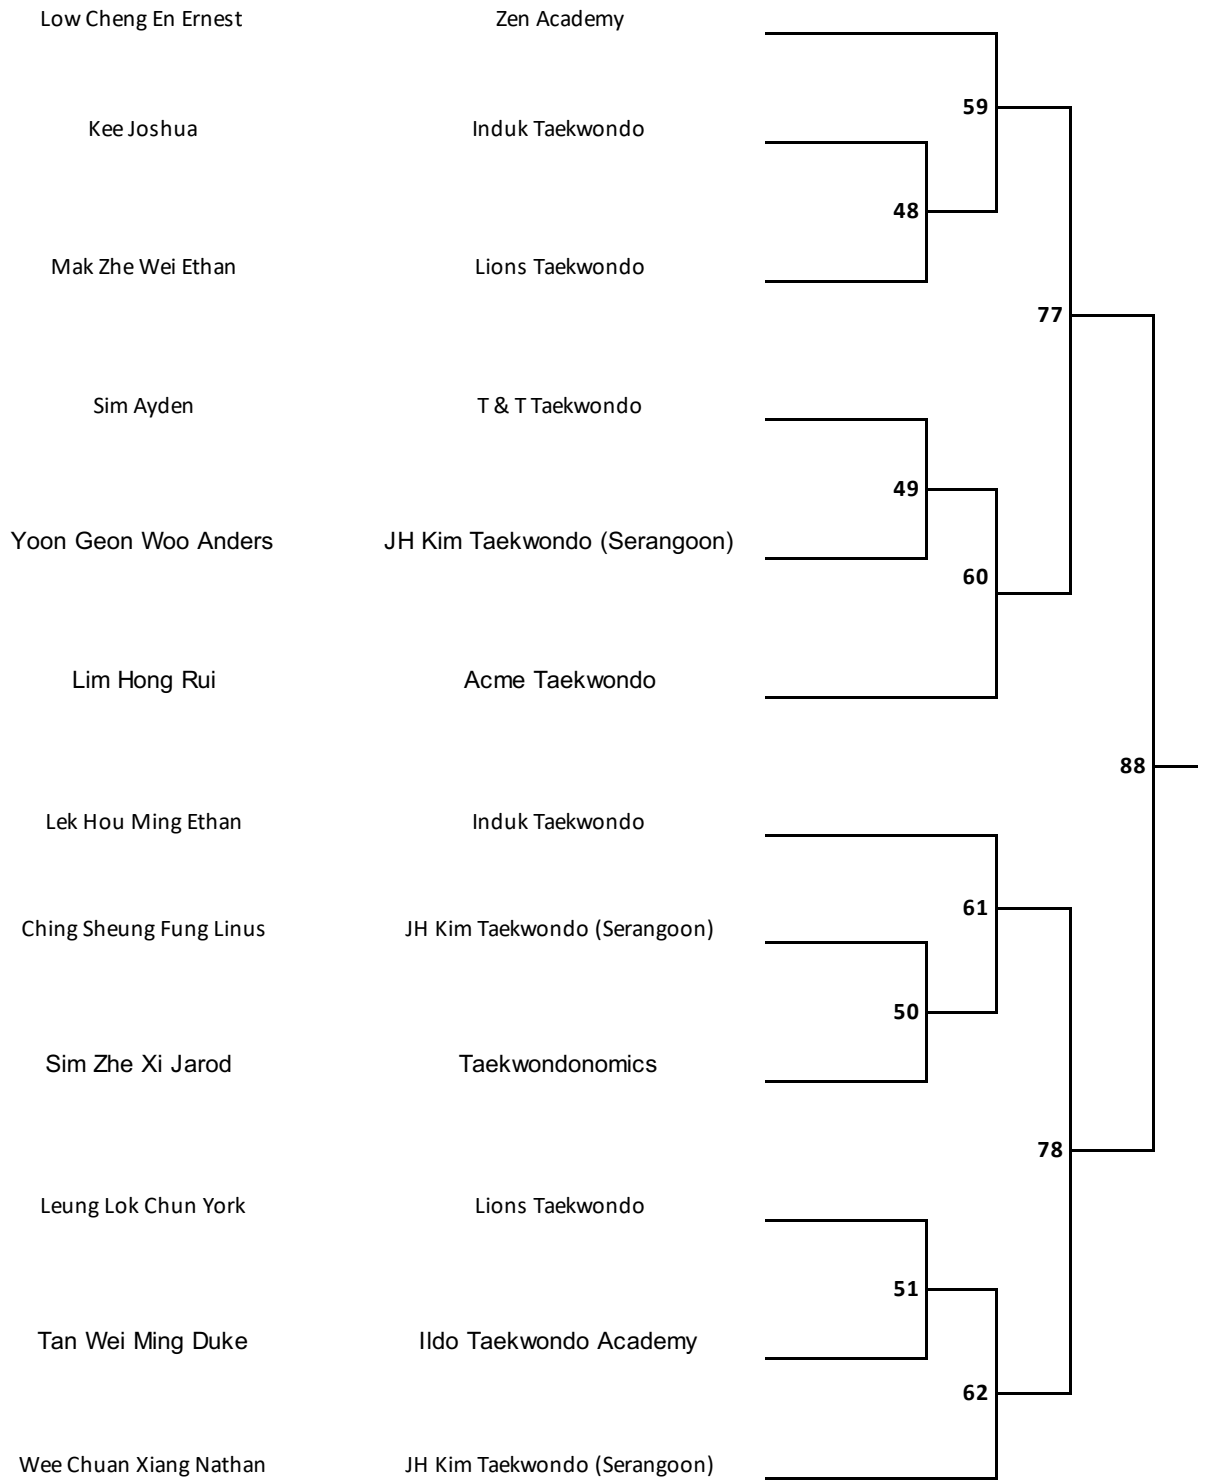 Low Cheng En Ernest Zen Academy
59
Kee Joshua Induk Taekwondo
48
Mak Zhe Wei Ethan Lions Taekwondo
77
Sim Ayden T & T Taekwondo
49
Yoon Geon Woo Anders JH Kim Taekwondo (Serangoon)
60
Lim Hong Rui Acme Taekwondo
88
Lek Hou Ming Ethan Induk Taekwondo
61
Ching Sheung Fung Linus JH Kim Taekwondo (Serangoon)
50
Sim Zhe Xi Jarod Taekwondonomics
78
Leung Lok Chun York Lions Taekwondo
51
Tan Wei Ming Duke Ildo Taekwondo Academy
62
Wee Chuan Xiang Nathan JH Kim Taekwondo (Serangoon)